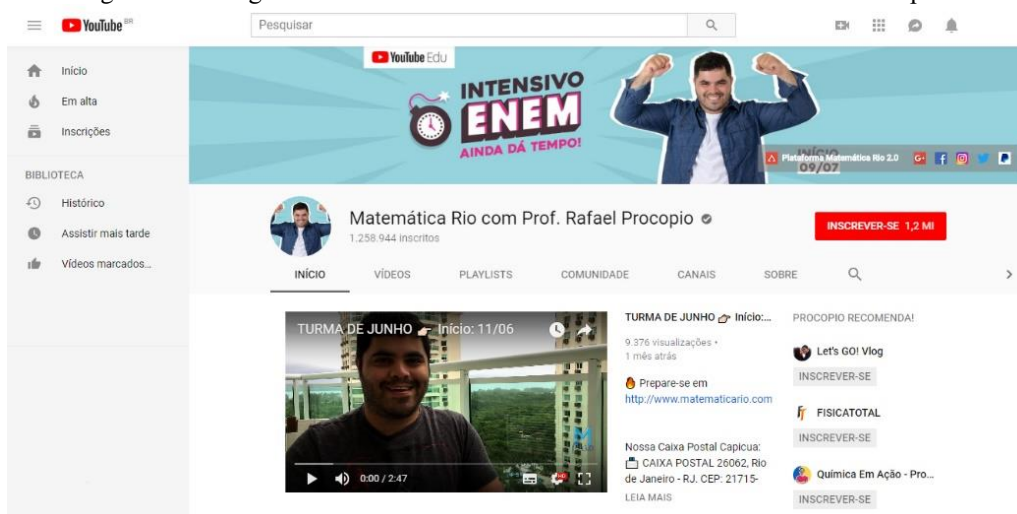 YouTube BR
Pesquisar
Início
Em alta
Inscrições
BIBLIOTECA
Histórico
Assistir mais tarde
Vídeos marcados...
YouTube Edu
INTENSIVO
ENEM
AINDA DÁ TEMPO!
INÍCIO
09/07
Plataforma Matemática Rio 2.0
Matemática Rio com Prof. Rafael Procopio
1.258.944 inscritos
INSCREVER-SE 1,2 MI
INÍCIO VÍDEOS PLAYLISTS COMUNIDADE CANAIS SOBRE
TURMA DE JUNHO 👉 Início: 11/06
0:00 / 2:47
TURMA DE JUNHO 👉 Início:...
9.376 visualizações •
1 mês atrás
🔥 Prepare-se em
http://www.matematicario.com
Nossa Caixa Postal Capicua:
📩 CAIXA POSTAL 26062, Rio
de Janeiro - RJ. CEP: 21715-
LEIA MAIS
PROCOPIO RECOMENDA!
Let's GO! Vlog
INSCREVER-SE
FISICATOTAL
INSCREVER-SE
Química Em Ação - Pro...
INSCREVER-SE